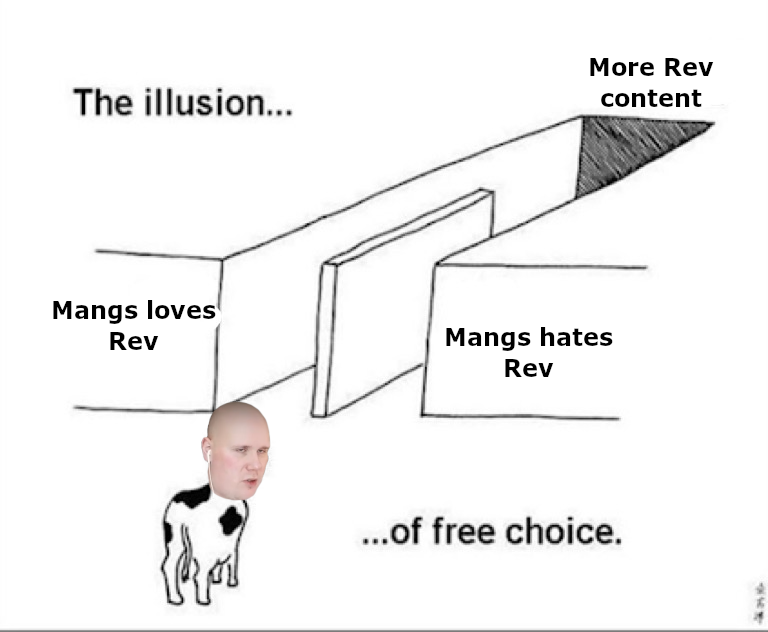 The illusion...
More Rev
content
Mangs loves
Rev
Mangs hates
Rev
...of free choice.